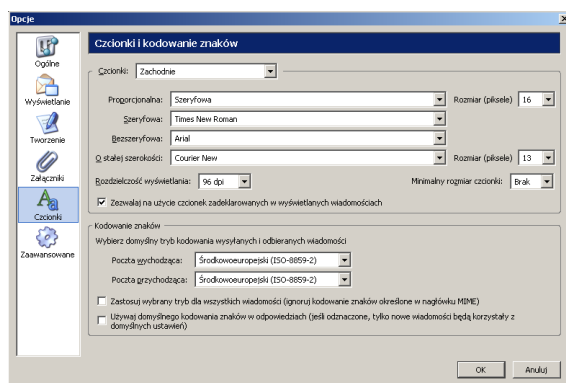 Opcje
Ogólne
Wyświetlanie
Tworzenie
Załączniki
Czcionki
Zaawansowane
Czcionki i kodowanie znaków
Czcionki: Zachodnie
Proporcjonalna: Szeryfowa Rozmiar (piksele) 16
Szeryfowa: Times New Roman
Bezszeryfowa: Arial
O stałej szerokości: Courier New Rozmiar (piksele) 13
Rozdzielczość wyświetlania: 96 dpi Minimalny rozmiar czcionki: Brak
Zezwalaj na użycie czcionek zadeklarowanych w wyświetlanych wiadomościach
Kodowanie znaków
Wybierz domyślny tryb kodowania wysyłanych i odbieranych wiadomości
Poczta wychodząca: Środkowoeuropejski (ISO-8859-2)
Poczta przychodząca: Środkowoeuropejski (ISO-8859-2)
Zastosuj wybrany tryb dla wszystkich wiadomości (ignoruj kodowanie znaków określone w nagłówku MIME)
Używaj domyślnego kodowania znaków w odpowiedziach (jeśli odznaczone, tylko nowe wiadomości będą korzystały z
domyślnych ustawień)
OK Anuluj